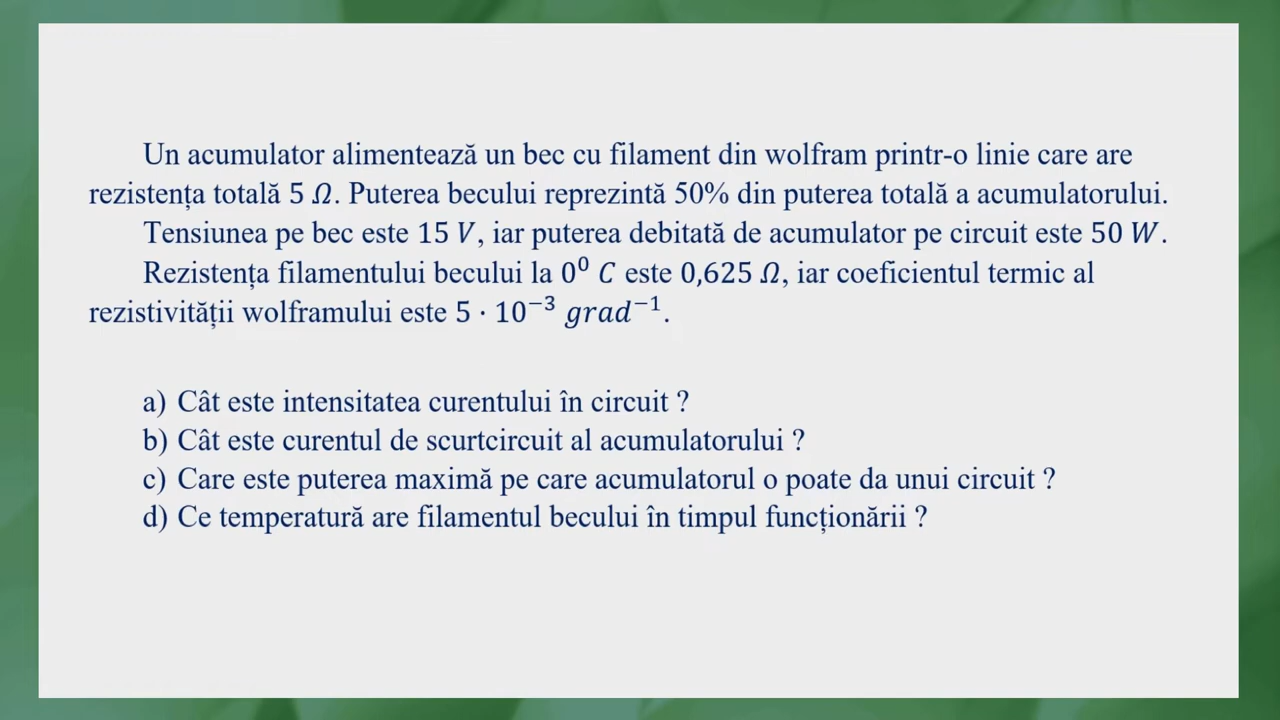 Un acumulator alimentează un bec cu filament din wolfram printr-o linie care are
rezistența totală 5 Ω. Puterea becului reprezintă 50% din puterea totală a acumulatorului.
Tensiunea pe bec este 15 V, iar puterea debitată de acumulator pe circuit este 50 W.
Rezistența filamentului becului la 0⁰ C este 0,625 Ω, iar coeficientul termic al
rezistivității wolframului este 5 · 10⁻³ grad⁻¹.
a) Cât este intensitatea curentului în circuit ?
b) Cât este curentul de scurtcircuit al acumulatorului ?
c) Care este puterea maximă pe care acumulatorul o poate da unui circuit ?
d) Ce temperatură are filamentul becului în timpul funcționării ?